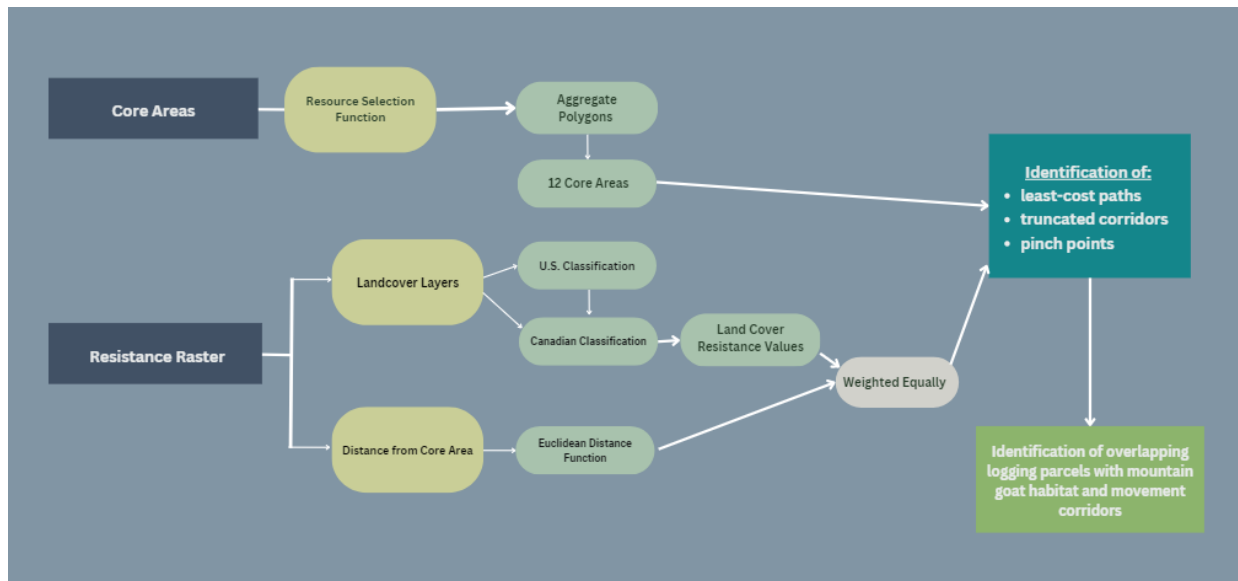 Core Areas
Resource Selection
Function
Aggregate
Polygons
12 Core Areas
Identification of:
• least-cost paths
• truncated corridors
• pinch points
Resistance Raster
Landcover Layers
U.S. Classification
Canadian Classification
Land Cover
Resistance Values
Weighted Equally
Distance from Core Area
Euclidean Distance
Function
Identification of overlapping
logging parcels with mountain
goat habitat and movement
corridors